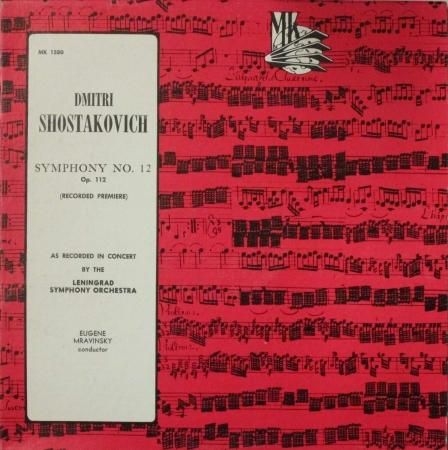 MK 1580
MK
DMITRI
SHOSTAKOVICH
SYMPHONY NO. 12
Op. 112
(RECORDED PREMIERE)
AS RECORDED IN CONCERT
BY THE
LENINGRAD
SYMPHONY ORCHESTRA
EUGENE
MRAVINSKY
conductor